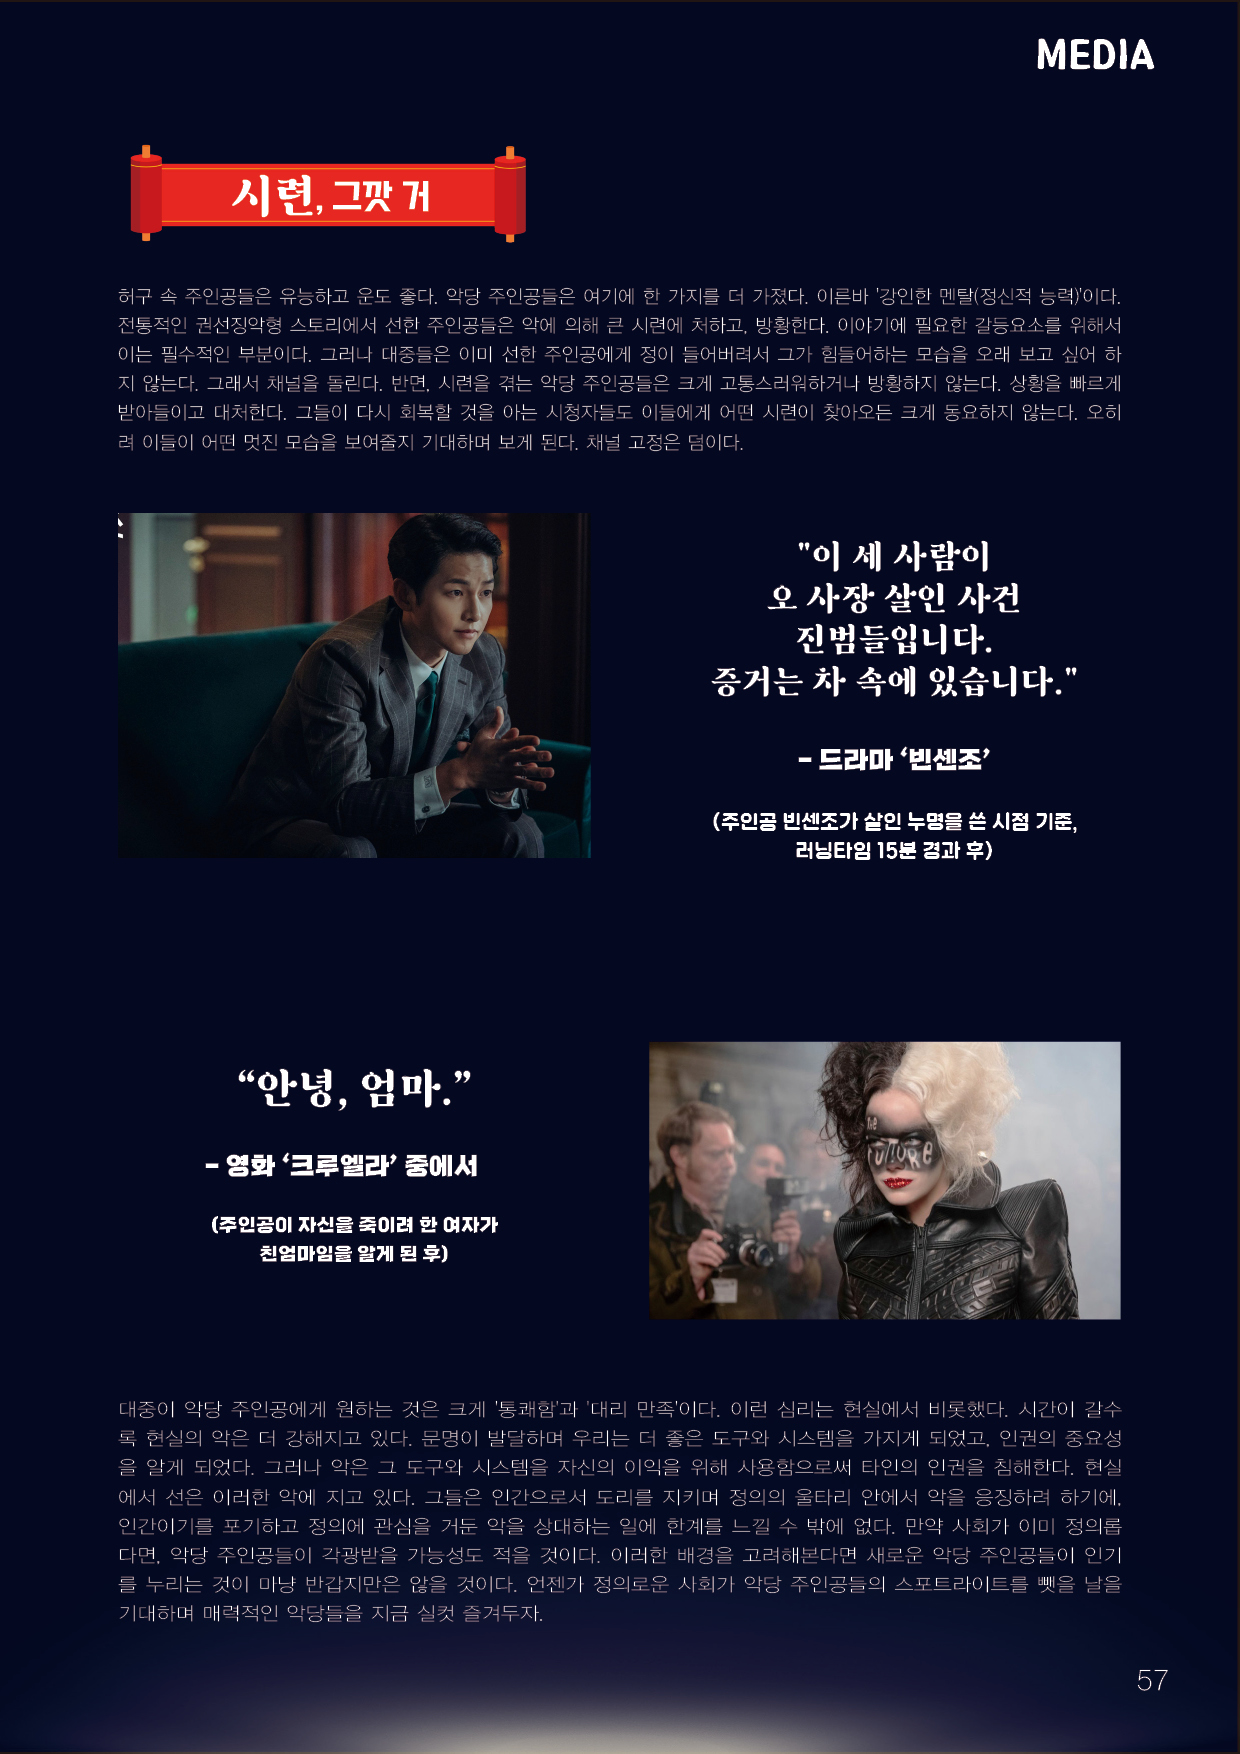 MEDIA
시련, 그깟 거
허구 속 주인공들은 유능하고 운도 좋다. 악당 주인공들은 여기에 한 가지를 더 가졌다. 이른바 '강인한 멘탈(정신적 능력)'이다.
전통적인 권선징악형 스토리에서 선한 주인공들은 악에 의해 큰 시련에 처하고, 방황한다. 이야기에 필요한 갈등요소를 위해서
이는 필수적인 부분이다. 그러나 대중들은 이미 선한 주인공에게 정이 들어버려서 그가 힘들어하는 모습을 오래 보고 싶어 하
지 않는다. 그래서 채널을 돌린다. 반면, 시련을 겪는 악당 주인공들은 크게 고통스러워하거나 방황하지 않는다. 상황을 빠르게
받아들이고 대처한다. 그들이 다시 회복할 것을 아는 시청자들도 이들에게 어떤 시련이 찾아오든 크게 동요하지 않는다. 오히
려 이들이 어떤 멋진 모습을 보여줄지 기대하며 보게 된다. 채널 고정은 덤이다.
"이 세 사람이
오 사장 살인 사건
진범들입니다.
증거는 차 속에 있습니다."
- 드라마 ‘빈센조’
(주인공 빈센조가 살인 누명을 쓴 시점 기준,
러닝타임 15분 경과 후)
“안녕, 엄마.”
- 영화 ‘크루엘라’ 중에서
(주인공이 자신을 죽이려 한 여자가
친엄마임을 알게 된 후)
THE
FUTURE
대중이 악당 주인공에게 원하는 것은 크게 '통쾌함'과 '대리 만족'이다. 이런 심리는 현실에서 비롯했다. 시간이 갈수
록 현실의 악은 더 강해지고 있다. 문명이 발달하며 우리는 더 좋은 도구와 시스템을 가지게 되었고, 인권의 중요성
을 알게 되었다. 그러나 악은 그 도구와 시스템을 자신의 이익을 위해 사용함으로써 타인의 인권을 침해한다. 현실
에서 선은 이러한 악에 지고 있다. 그들은 인간으로서 도리를 지키며 정의의 울타리 안에서 악을 응징하려 하기에,
인간이기를 포기하고 정의에 관심을 거둔 악을 상대하는 일에 한계를 느낄 수 밖에 없다. 만약 사회가 이미 정의롭
다면, 악당 주인공들이 각광받을 가능성도 적을 것이다. 이러한 배경을 고려해본다면 새로운 악당 주인공들이 인기
를 누리는 것이 마냥 반갑지만은 않을 것이다. 언젠가 정의로운 사회가 악당 주인공들의 스포트라이트를 뺏을 날을
기대하며 매력적인 악당들을 지금 실컷 즐겨두자.
57